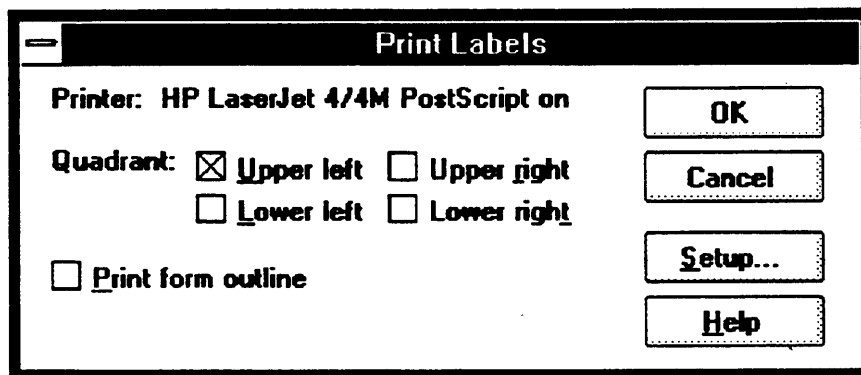 Print Labels
Printer: HP LaserJet 4/4M PostScript on
Quadrant: Upper left Upper right
Lower left Lower right
Print form outline
OK
Cancel
Setup...
Help